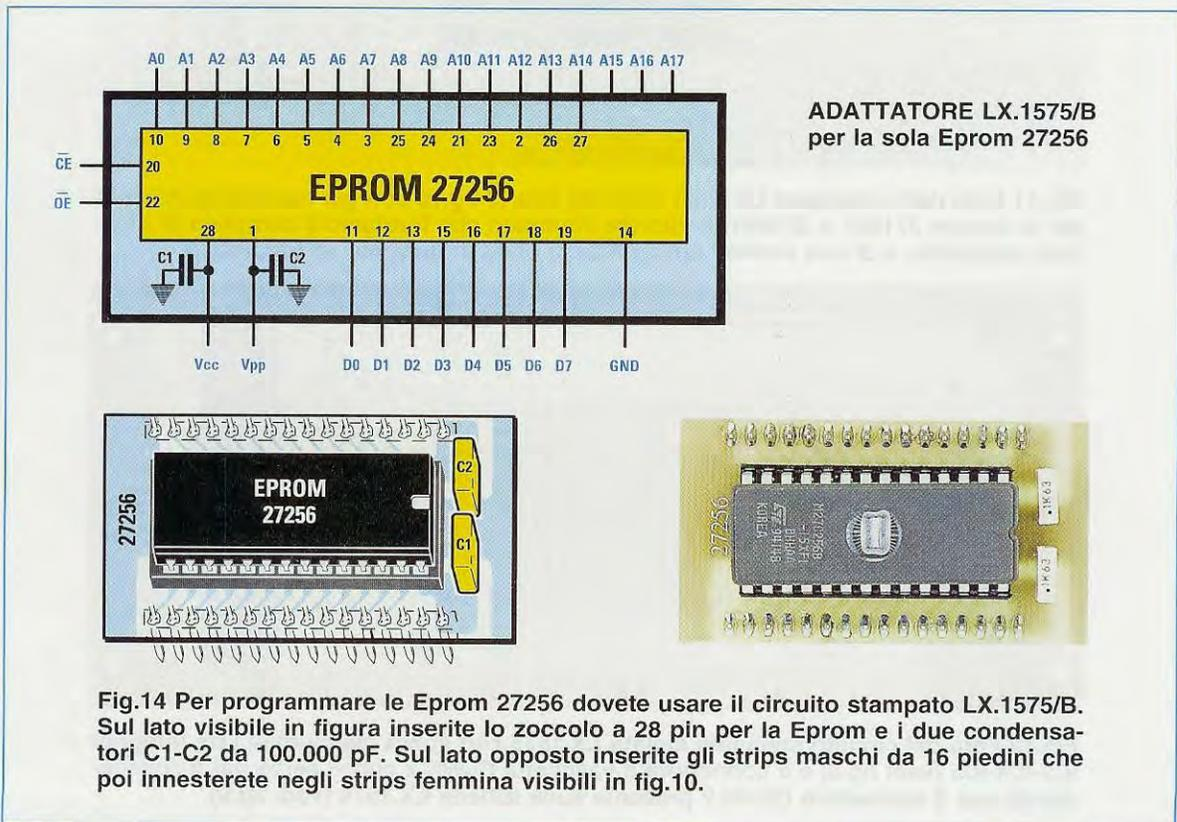 A0 A1 A2 A3 A4 A5 A6 A7 A8 A9 A10 A11 A12 A13 A14 A15 A16 A17
ADATTATORE LX.1575/B
per la sola Eprom 27256
10 9 8 7 6 5 4 3 25 24 21 23 2 26 27
CE 20
EPROM 27256
OE 22
28 1 11 12 13 15 16 17 18 19 14
C1 C2
Vcc Vpp D0 D1 D2 D3 D4 D5 D6 D7 GND
27256
EPROM
27256
C2
C1
27256
KOREA
.1K63
.1K63
Fig.14 Per programmare le Eprom 27256 dovete usare il circuito stampato LX.1575/B.
Sul lato visibile in figura inserite lo zoccolo a 28 pin per la Eprom e i due condensa-
tori C1-C2 da 100.000 pF. Sul lato opposto inserite gli strips maschi da 16 piedini che
poi innesterete negli strips femmina visibili in fig.10.